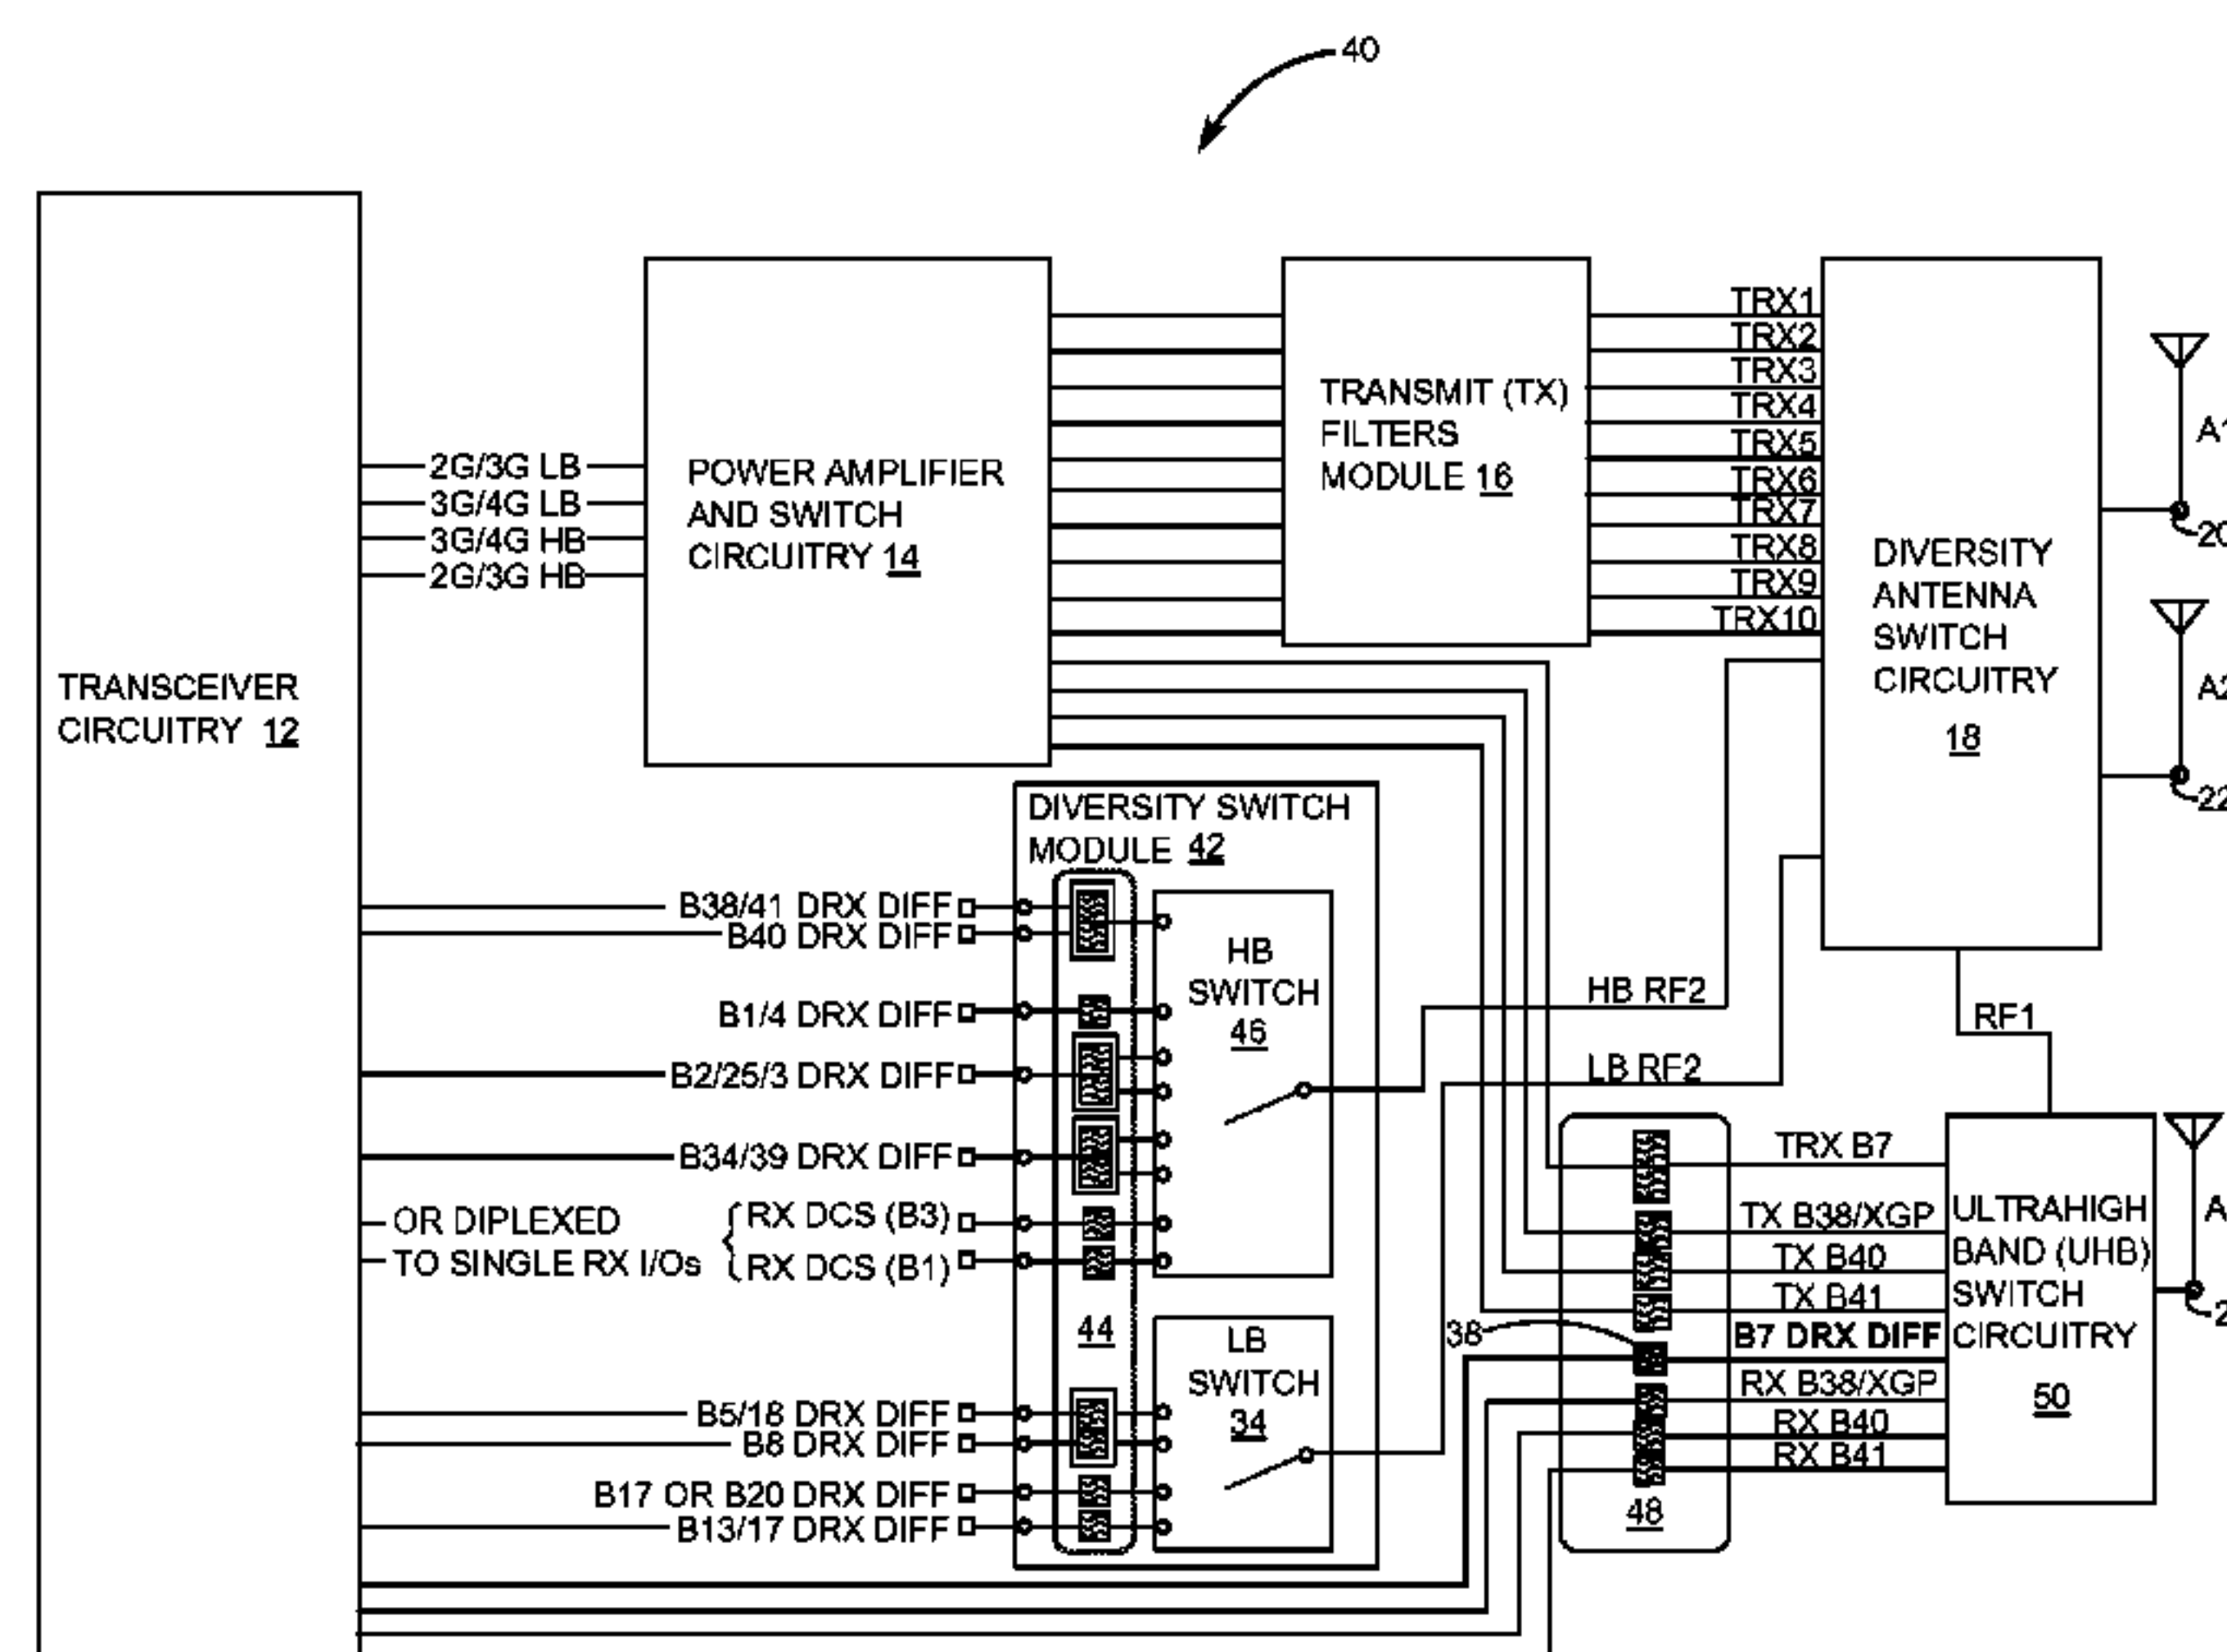 40
TRANSCEIVER
CIRCUITRY 12
2G/3G LB
3G/4G LB
3G/4G HB
2G/3G HB
POWER AMPLIFIER
AND SWITCH
CIRCUITRY 14
TRANSMIT (TX)
FILTERS
MODULE 16
TRX1
TRX2
TRX3
TRX4
TRX5
TRX6
TRX7
TRX8
TRX9
TRX10
DIVERSITY
ANTENNA
SWITCH
CIRCUITRY
18
A1
20
A2
22
DIVERSITY SWITCH
MODULE 42
B38/41 DRX DIFF
B40 DRX DIFF
B1/4 DRX DIFF
B2/25/3 DRX DIFF
B34/39 DRX DIFF
OR DIPLEXED
TO SINGLE RX I/Os
RX DCS (B3)
RX DCS (B1)
B5/18 DRX DIFF
B8 DRX DIFF
B17 OR B20 DRX DIFF
B13/17 DRX DIFF
44
HB
SWITCH
46
LB
SWITCH
34
HB RF2
LB RF2
RF1
38
48
TRX B7
TX B38/XGP
TX B40
TX B41
B7 DRX DIFF
RX B38/XGP
RX B40
RX B41
ULTRAHIGH
BAND (UHB)
SWITCH
CIRCUITRY
50
A